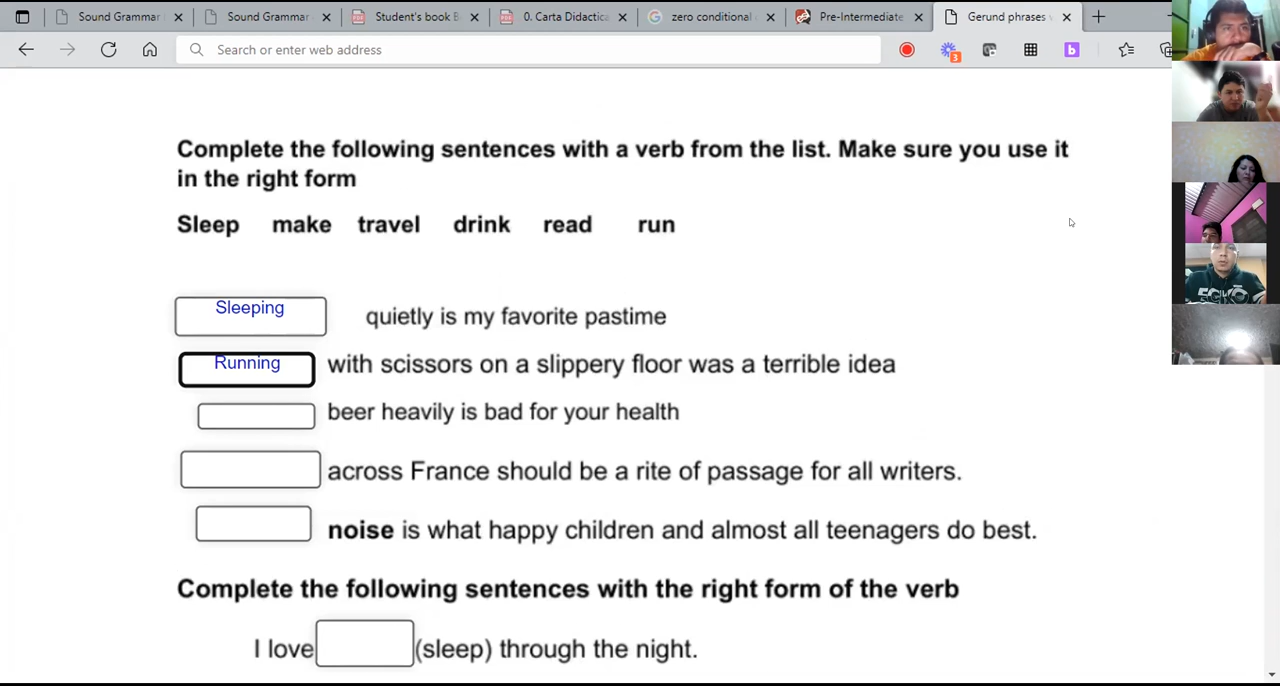 Sound Grammar
Sound Grammar
Student's book B
0. Carta Didactica
zero conditional
Pre-Intermediate
Gerund phrases
Search or enter web address
3
b
Complete the following sentences with a verb from the list. Make sure you use it
in the right form
Sleep make travel drink read run
Sleeping quietly is my favorite pastime
Running with scissors on a slippery floor was a terrible idea
beer heavily is bad for your health
across France should be a rite of passage for all writers.
noise is what happy children and almost all teenagers do best.
Complete the following sentences with the right form of the verb
I love (sleep) through the night.